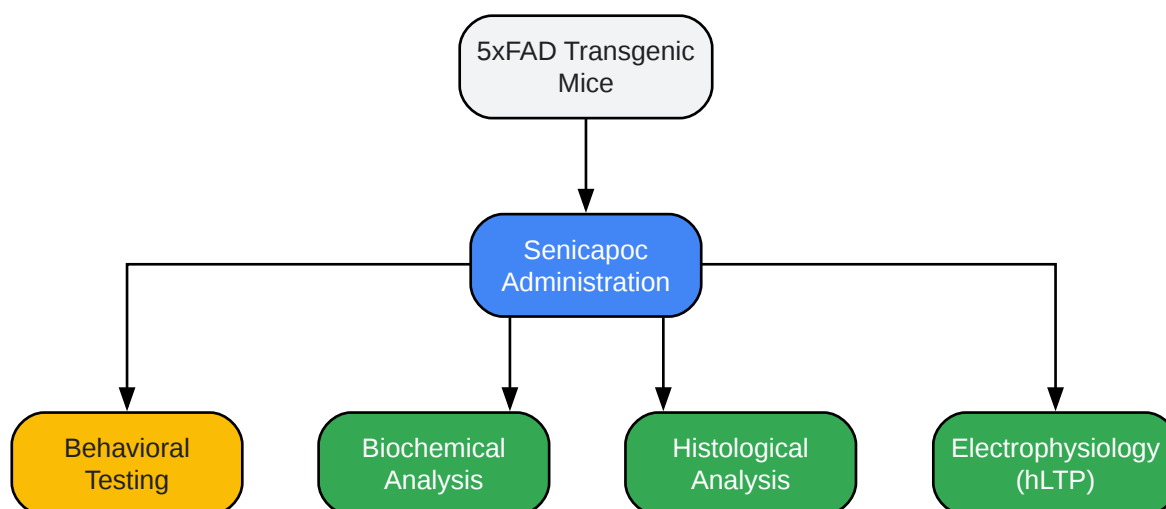 5xFAD Transgenic
Mice
Senicapoc
Administration
Behavioral
Testing
Biochemical
Analysis
Histological
Analysis
Electrophysiology
(hLTP)